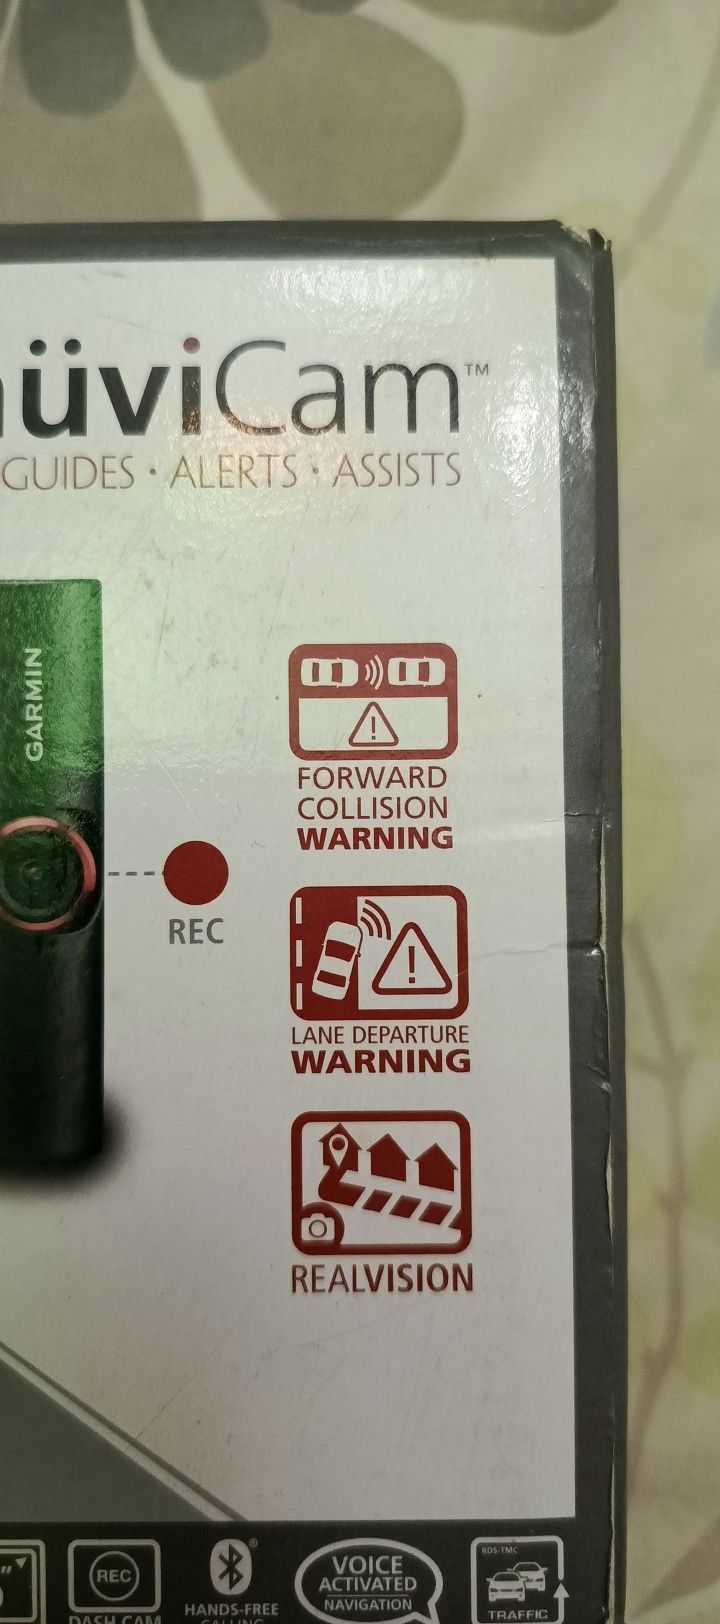 üviCam™
GUIDES · ALERTS · ASSISTS
GARMIN
FORWARD
COLLISION
WARNING
REC
LANE DEPARTURE
WARNING
REALVISION
REC
DASH CAM
HANDS-FREE
CALLING
VOICE
ACTIVATED
NAVIGATION
RDS-TMC
TRAFFIC